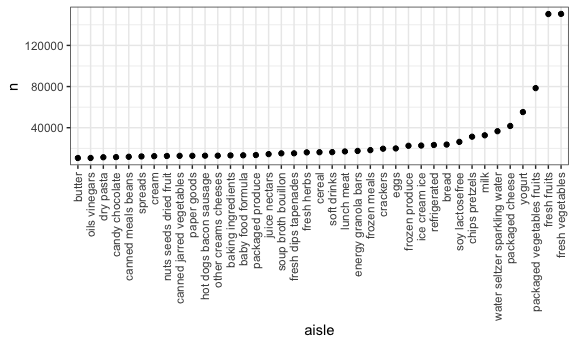 120000
80000
40000
n
butter
oils vinegars
dry pasta
candy chocolate
canned meals beans
spreads
cream
nuts seeds dried fruit
canned jarred vegetables
paper goods
hot dogs bacon sausage
other creams cheeses
baking ingredients
baby food formula
packaged produce
juice nectars
soup broth bouillon
fresh dips tapenades
fresh herbs
cereal
soft drinks
lunch meat
energy granola bars
frozen meals
crackers
eggs
frozen produce
ice cream ice
refrigerated
bread
soy lactosefree
chips pretzels
milk
water seltzer sparkling water
packaged cheese
yogurt
packaged vegetables fruits
fresh fruits
fresh vegetables
aisle